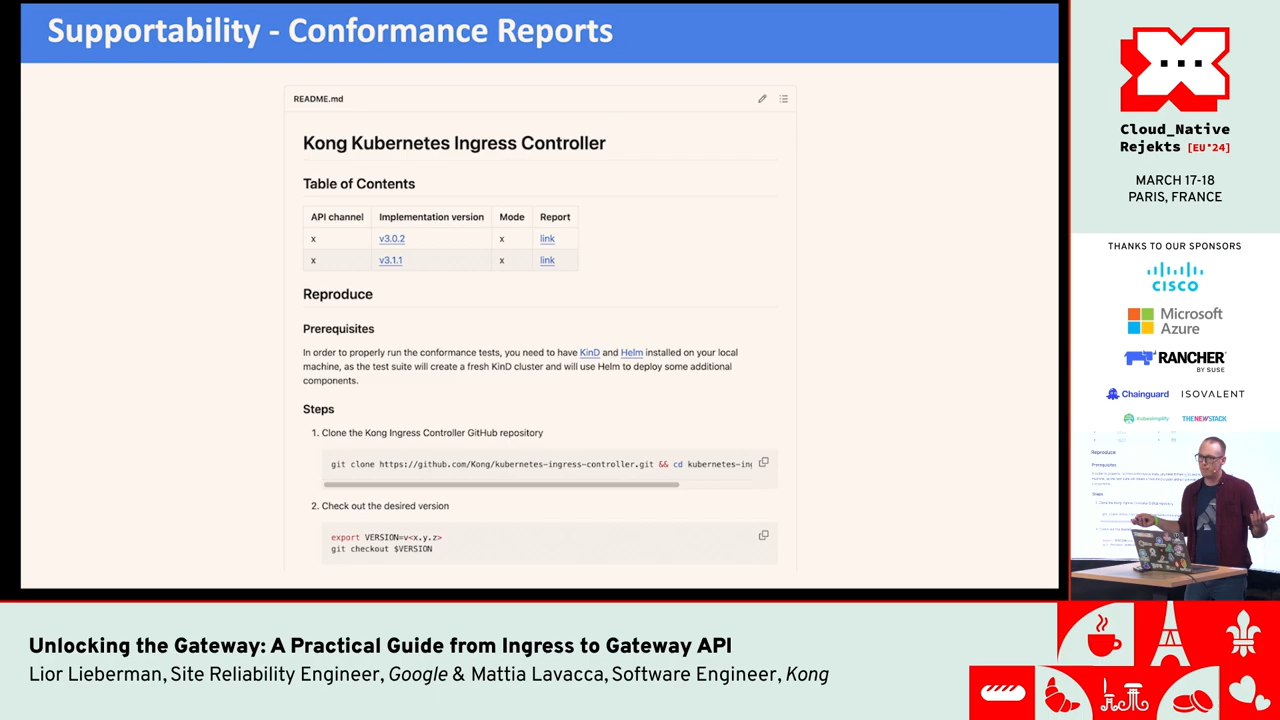 Supportability - Conformance Reports
README.md
Kong Kubernetes Ingress Controller
Table of Contents
API channel Implementation version Mode Report
x v3.0.2 x link
x v3.1.1 x link
Reproduce
Prerequisites
In order to properly run the conformance tests, you need to have KinD and Helm installed on your local
machine, as the test suite will create a fresh KinD cluster and will use Helm to deploy some additional
components.
Steps
1. Clone the Kong Ingress Controller GitHub repository
git clone https://github.com/Kong/kubernetes-ingress-controller.git && cd kubernetes-in
2. Check out the desired version
export VERSION=v<x.y.z>
git checkout $VERSION
Cloud_Native
Rejekts [EU'24]
MARCH 17-18
PARIS, FRANCE
THANKS TO OUR SPONSORS
CISCO
Microsoft
Azure
RANCHER
BY SUSE
Chainguard ISOVALENT
kubesimplify THENEWSTACK
Reproduce
Prerequisites
Steps
Unlocking the Gateway: A Practical Guide from Ingress to Gateway API
Lior Lieberman, Site Reliability Engineer, Google & Mattia Lavacca, Software Engineer, Kong